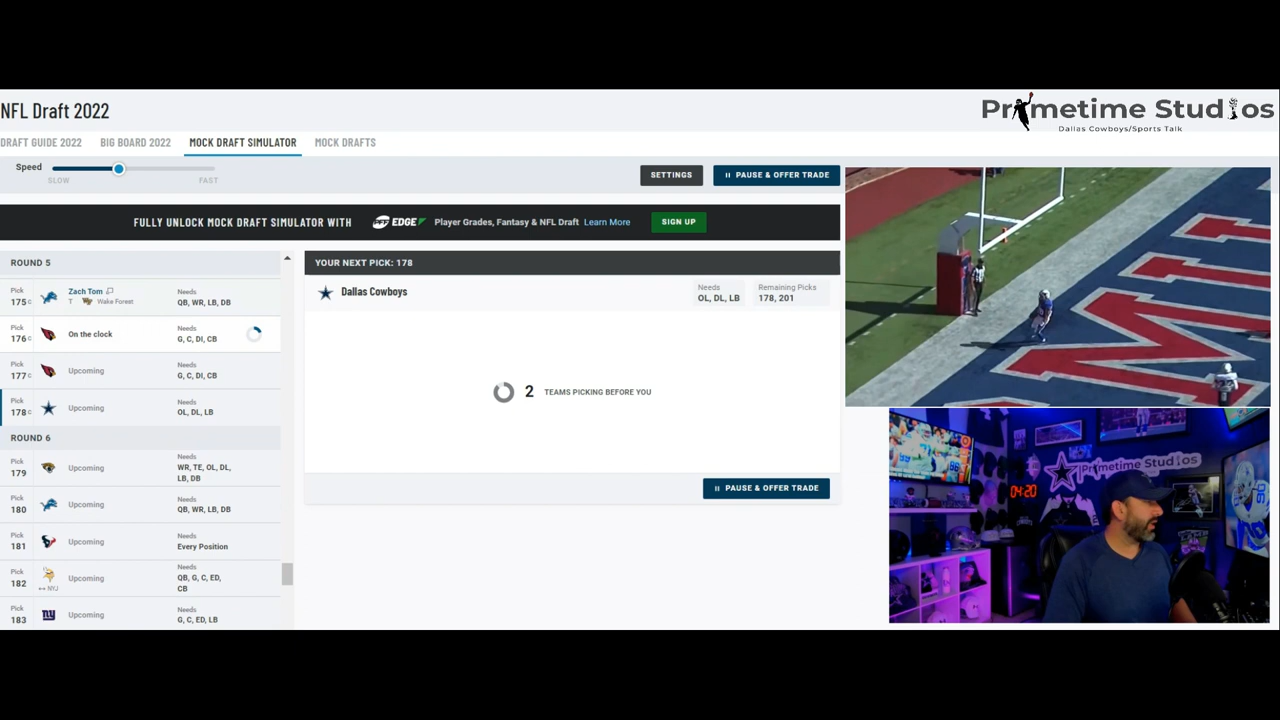 NFL Draft 2022
Primetime Studios
Dallas Cowboys/Sports Talk
DRAFT GUIDE 2022
BIG BOARD 2022
MOCK DRAFT SIMULATOR
MOCK DRAFTS
Speed
SLOW
FAST
SETTINGS
PAUSE & OFFER TRADE
FULLY UNLOCK MOCK DRAFT SIMULATOR WITH
PFF EDGE
Player Grades, Fantasy & NFL Draft Learn More
SIGN UP
ROUND 5
Pick
175 C
Zach Tom
T Wake Forest
Needs
QB, WR, LB, DB
Pick
176 C
On the clock
Needs
G, C, DI, CB
Pick
177 C
Upcoming
Needs
G, C, DI, CB
Pick
178 C
Upcoming
Needs
OL, DL, LB
ROUND 6
Pick
179
Upcoming
Needs
WR, TE, OL, DL,
LB, DB
Pick
180
Upcoming
Needs
QB, WR, LB, DB
Pick
181
Upcoming
Needs
Every Position
Pick
182
↔ NYJ
Upcoming
Needs
QB, G, C, ED,
CB
Pick
183
Upcoming
Needs
G, C, ED, LB
YOUR NEXT PICK: 178
Dallas Cowboys
Needs
OL, DL, LB
Remaining Picks
178, 201
2 TEAMS PICKING BEFORE YOU
PAUSE & OFFER TRADE
Primetime Studios
04:20